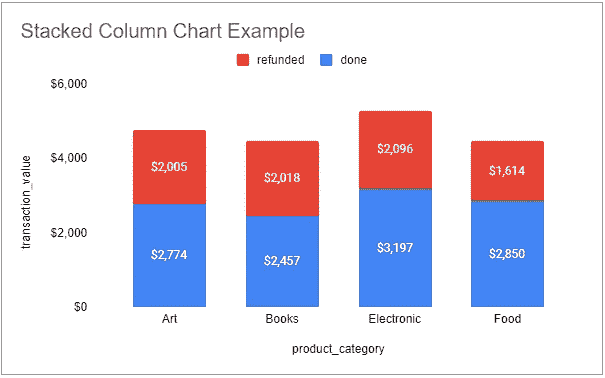 Stacked Column Chart Example
refunded done
$6,000
$4,000
$2,000
$0
transaction_value
$2,005 $2,018 $2,096 $1,614
$2,774 $2,457 $3,197 $2,850
Art Books Electronic Food
product_category